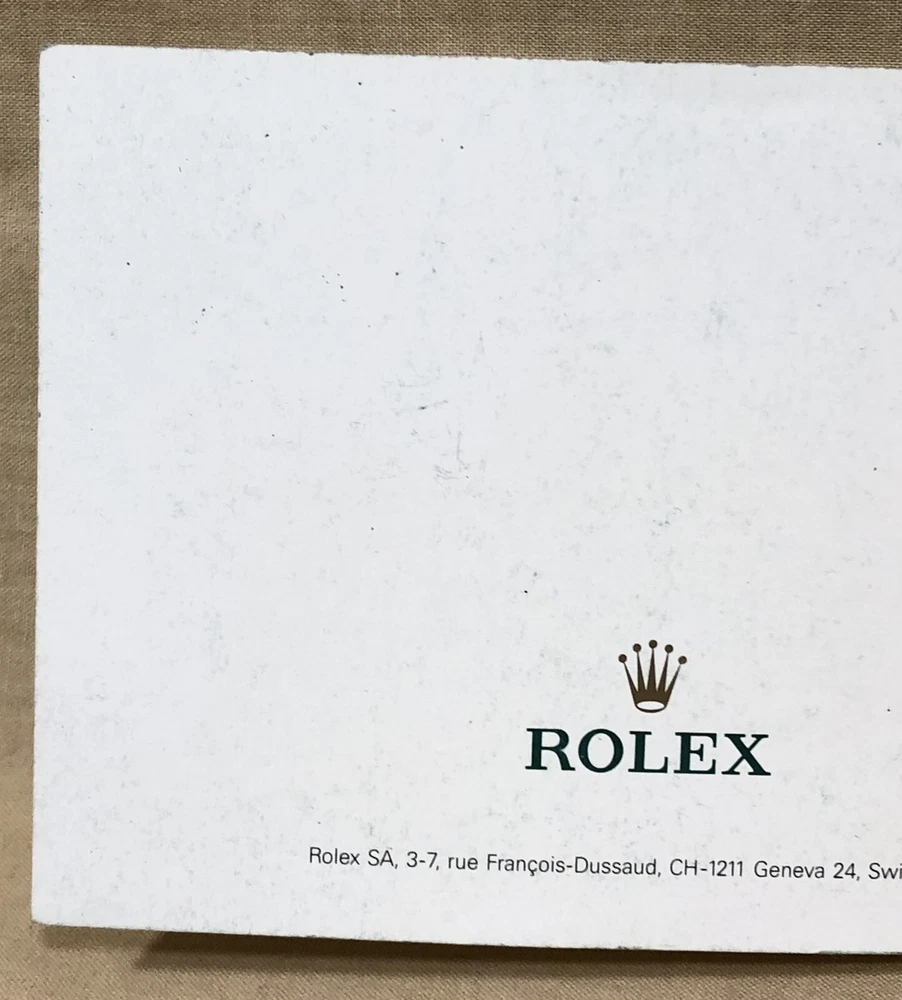 ROLEX
Rolex SA, 3-7, rue François-Dussaud, CH-1211 Geneva 24,